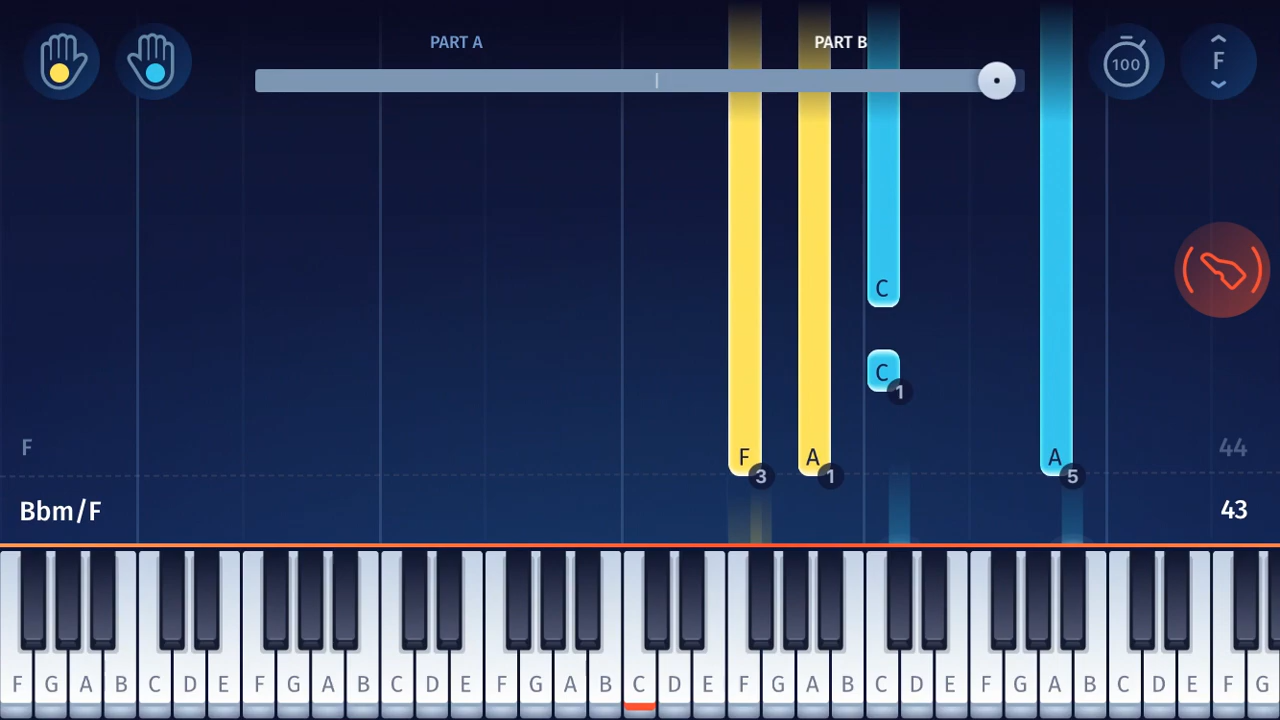 PART A
PART B
100
F
C
C
1
F
A
A
3
1
5
F
44
Bbm/F
43
F G A B C D E F G A B C D E F G A B C D E F G A B C D E F G A B C D E F G